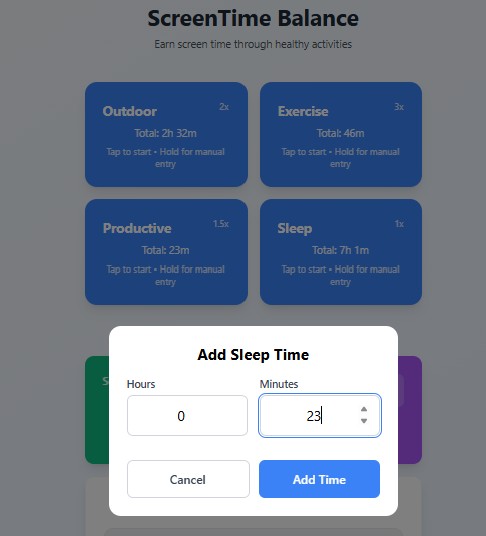 ScreenTime Balance
Earn screen time through healthy activities
Outdoor
2x
Total: 2h 32m
Tap to start • Hold for manual
entry
Exercise
3x
Total: 46m
Tap to start • Hold for manual
entry
Productive
1.5x
Total: 23m
Tap to start • Hold for manual
entry
Sleep
1x
Total: 7h 1m
Tap to start • Hold for manual
entry
Add Sleep Time
Hours
Minutes
0
23
Cancel
Add Time